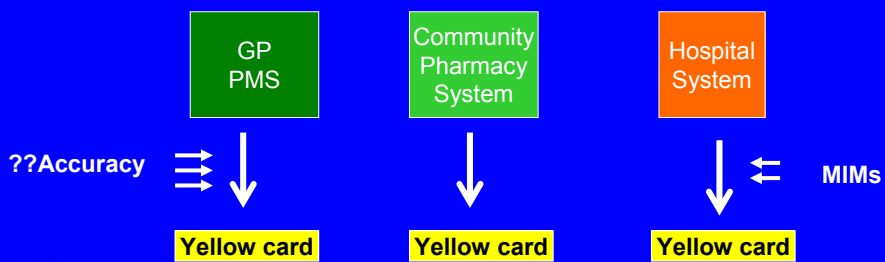 GP
PMS
Community
Pharmacy
System
Hospital
System
??Accuracy
MIMs
Yellow card
Yellow card
Yellow card